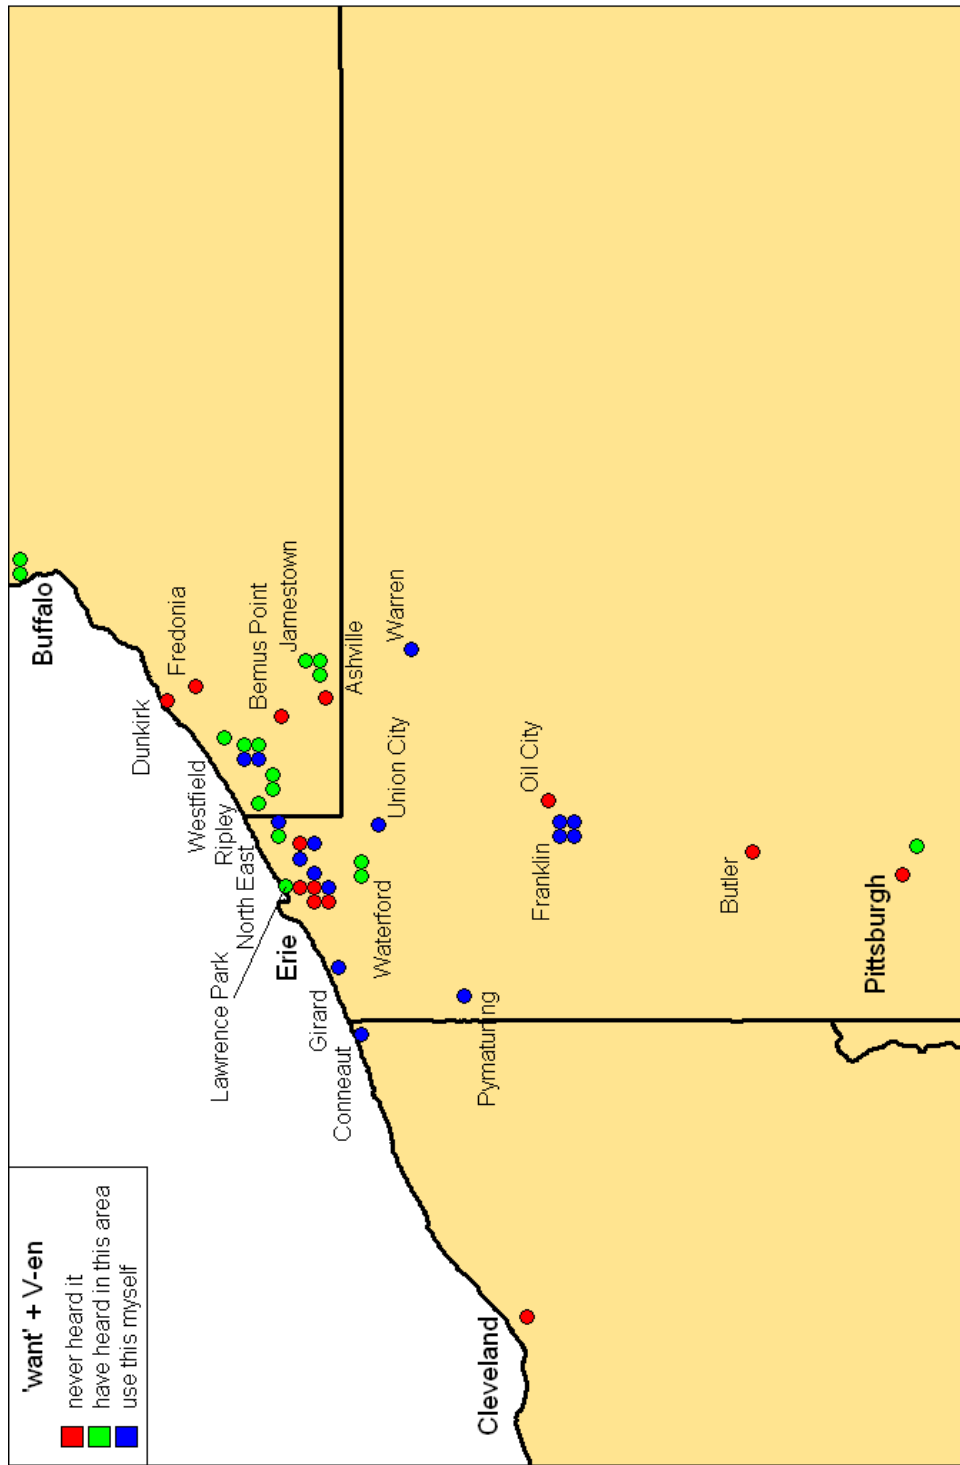 'want' + V-en
never heard it
have heard in this area
use this myself
Buffalo
Dunkirk
Fredonia
Westfield
Bemus Point
Ripley
Jamestown
North East
Ashville
Lawrence Park
Erie
Warren
Girard
Waterford
Union City
Conneaut
Pymatuning
Oil City
Franklin
Cleveland
Butler
Pittsburgh